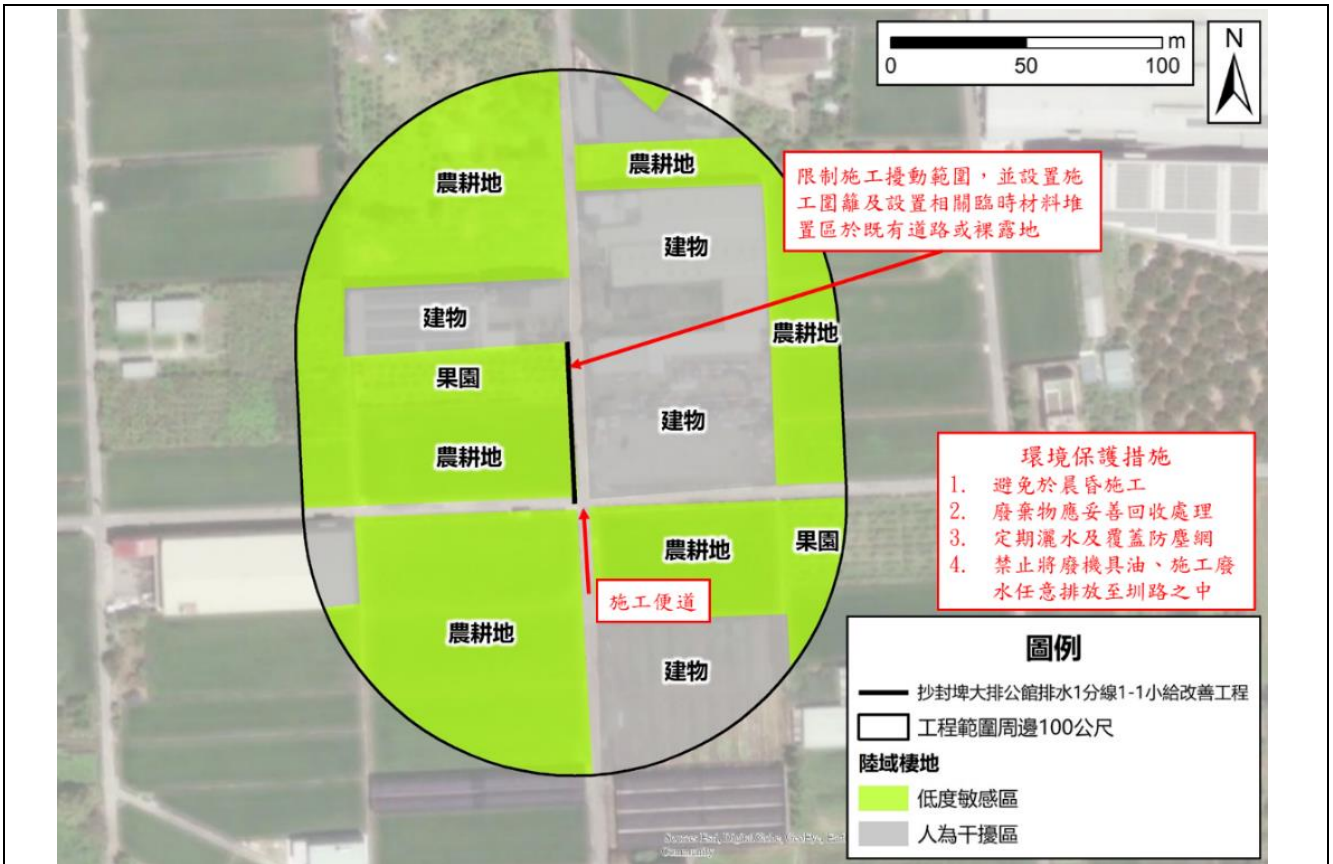 m
0 50 100
N
農耕地
農耕地
限制施工擾動範圍，並設置施
工圍籬及設置相關臨時材料堆
置區於既有道路或裸露地
建物
建物
農耕地
果園
建物
農耕地
環境保護措施
1. 避免於晨昏施工
2. 廢棄物應妥善回收處理
3. 定期灑水及覆蓋防塵網
4. 禁止將廢機具油、施工廢
水任意排放至圳路之中
農耕地
果園
施工便道
農耕地
建物
圖例
抄封埤大排公館排水1分線1-1小給改善工程
工程範圍周邊100公尺
陸域棲地
低度敏感區
人為干擾區
Sources: Esri, DigitalGlobe, GeoEye,
Community